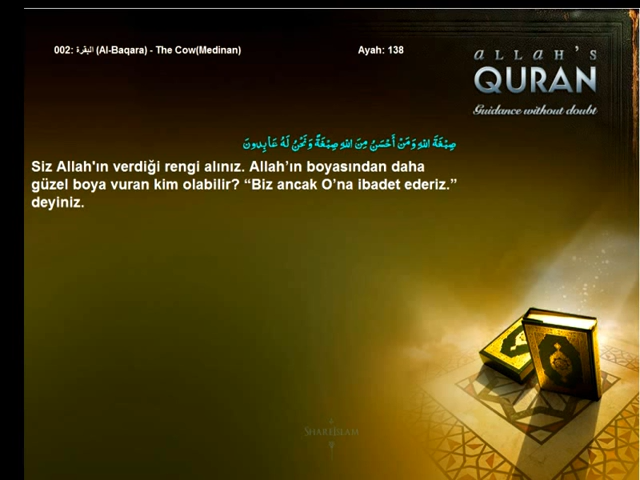 002: البقرة (Al-Baqara) - The Cow(Medinan) Ayah: 138
ALLAH'S
QURAN
Guidance without doubt
صِبْغَةَ اللّهِ وَمَنْ أَحْسَنُ مِنَ اللّهِ صِبْغَةً وَنَحْنُ لَهُ عَابِدونَ
Siz Allah'ın verdiği rengi alınız. Allah’ın boyasından daha
güzel boya vuran kim olabilir? “Biz ancak O’na ibadet ederiz.”
deyiniz.
SHAREISLAM